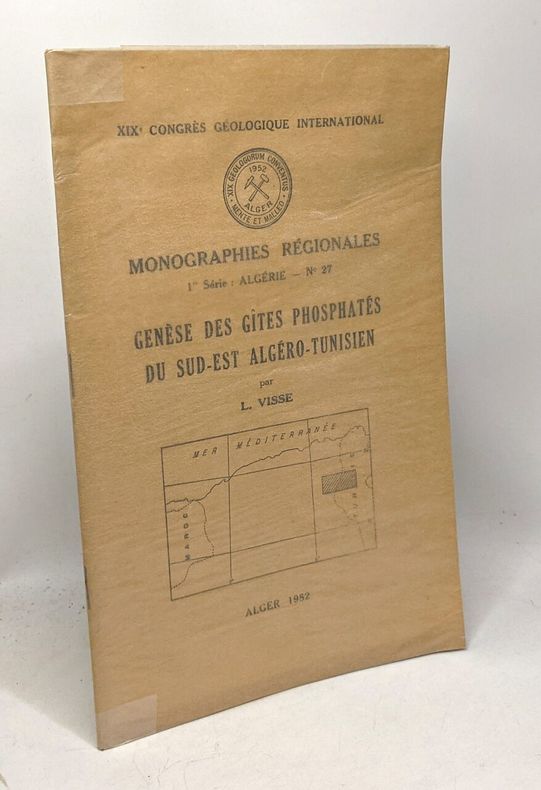 XIXᵉ CONGRÈS GÉOLOGIQUE INTERNATIONAL
XIX GEOLOGORUM CONVENTUS
1952
ALGER
MENTE ET MALLEO
MONOGRAPHIES RÉGIONALES
1ʳᵉ Série : ALGÉRIE — Nº 27
GENÈSE DES GÎTES PHOSPHATÉS
DU SUD-EST ALGÉRO-TUNISIEN
par
L. VISSE
MER MÉDITERRANÉE
MAROC
ALGER 1952